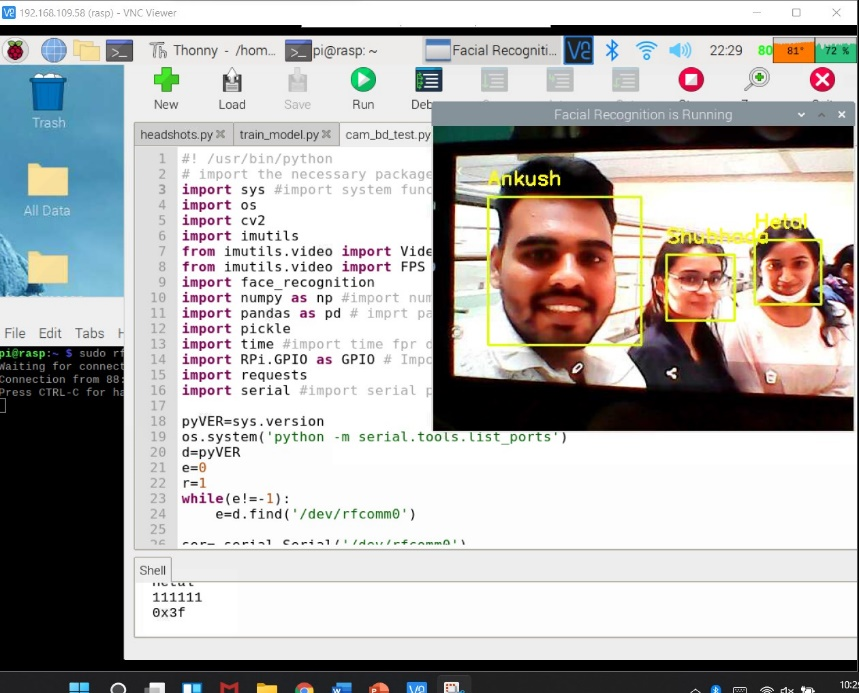 192.168.109.58 (rasp) - VNC Viewer
Thonny - /hom...
pi@rasp: ~
Facial Recogniti...
22:29
80
81°
72 %
New
Load
Save
Run
Trash
All Data
headshots.py
train_model.py
cam_bd_test.py
Facial Recognition is Running
1 #! /usr/bin/python
2 # import the necessary package
3 import sys #import system func
4 import os
5 import cv2
6 import imutils
7 from imutils.video import Vide
8 from imutils.video import FPS
9 import face_recognition
10 import numpy as np #import num
11 import pandas as pd # imprt pa
12 import pickle
13 import time #import time fpr d
14 import RPi.GPIO as GPIO # Impo
15 import requests
16 import serial #import serial p
17
18 pyVER=sys.version
19 os.system('python -m serial.tools.list_ports')
20 d=pyVER
21 e=0
22 r=1
23 while(e!=-1):
24 e=d.find('/dev/rfcomm0')
25
26 ser= serial.Serial('/dev/rfcomm0')
Ankush
Shubhada
Hetal
File Edit Tabs H
pi@rasp:~ $ sudo rf
Waiting for connect
Connection from 88:
Press CTRL-C for ha
Shell
Hetal
111111
0x3f